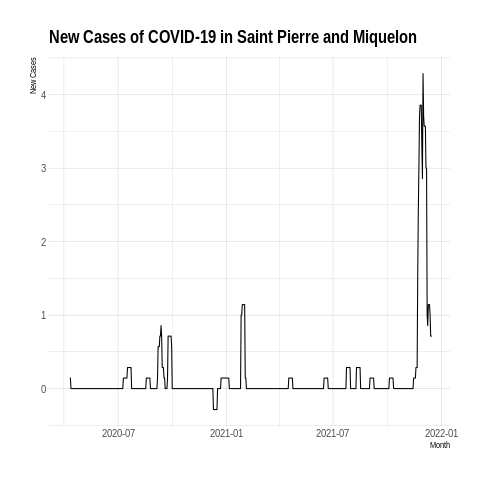 New Cases of COVID-19 in Saint Pierre and Miquelon
New Cases
4
3
2
1
0
2020-07 2021-01 2021-07 2022-01
Month